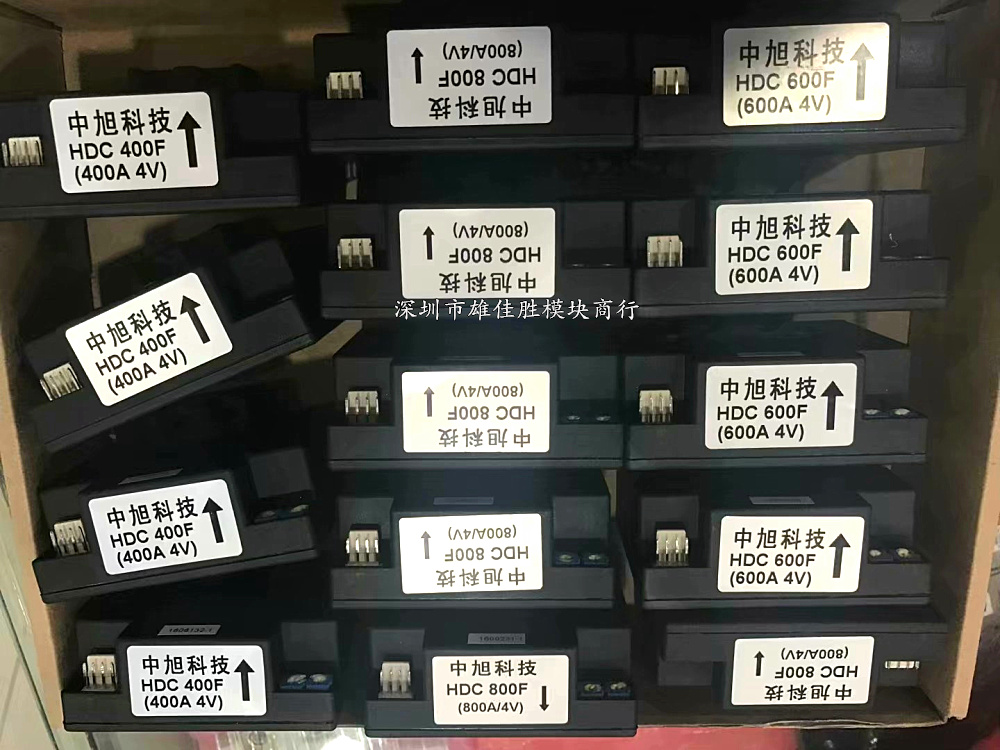 中旭科技
HDC 400F
(400A 4V)
中旭科技
HDC 400F
(400A 4V)
中旭科技
HDC 400F
(400A 4V)
中旭科技
HDC 400F
(400A 4V)
中旭科技
HDC 800F
(800A/4V)
中旭科技
HDC 800F
(800A/4V)
深圳市雄佳胜模块商行
中旭科技
HDC 800F
(800A/4V)
中旭科技
HDC 800F
(800A/4V)
中旭科技
HDC 800F
(800A/4V)
中旭科技
HDC 600F
(600A 4V)
中旭科技
HDC 600F
(600A 4V)
中旭科技
HDC 600F
(600A 4V)
中旭科技
HDC 600F
(600A 4V)
中旭科技
HDC 800F
(800A/4V)